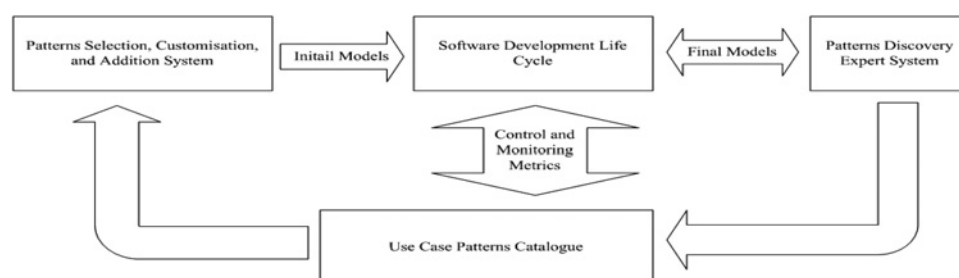 Patterns Selection, Customisation,
and Addition System
Initail Models
Software Development Life
Cycle
Final Models
Patterns Discovery
Expert System
Control and
Monitoring
Metrics
Use Case Patterns Catalogue